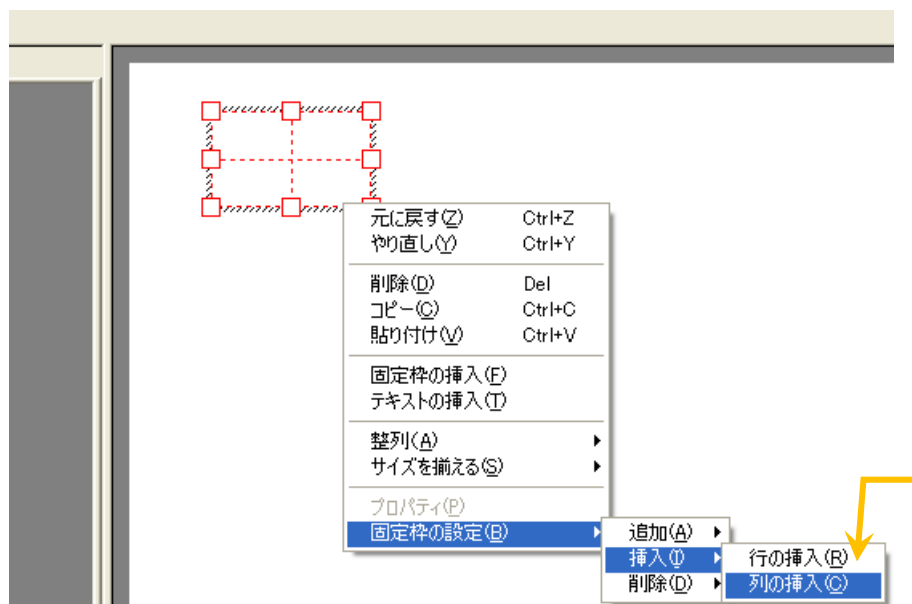 元に戻す(Z) Ctrl+Z
やり直し(Y) Ctrl+Y
削除(D) Del
コピー(C) Ctrl+C
貼り付け(V) Ctrl+V
固定枠の挿入(F)
テキストの挿入(T)
整列(A)
サイズを揃える(S)
プロパティ(P)
固定枠の設定(B)
追加(A)
挿入(I)
削除(D)
行の挿入(R)
列の挿入(C)